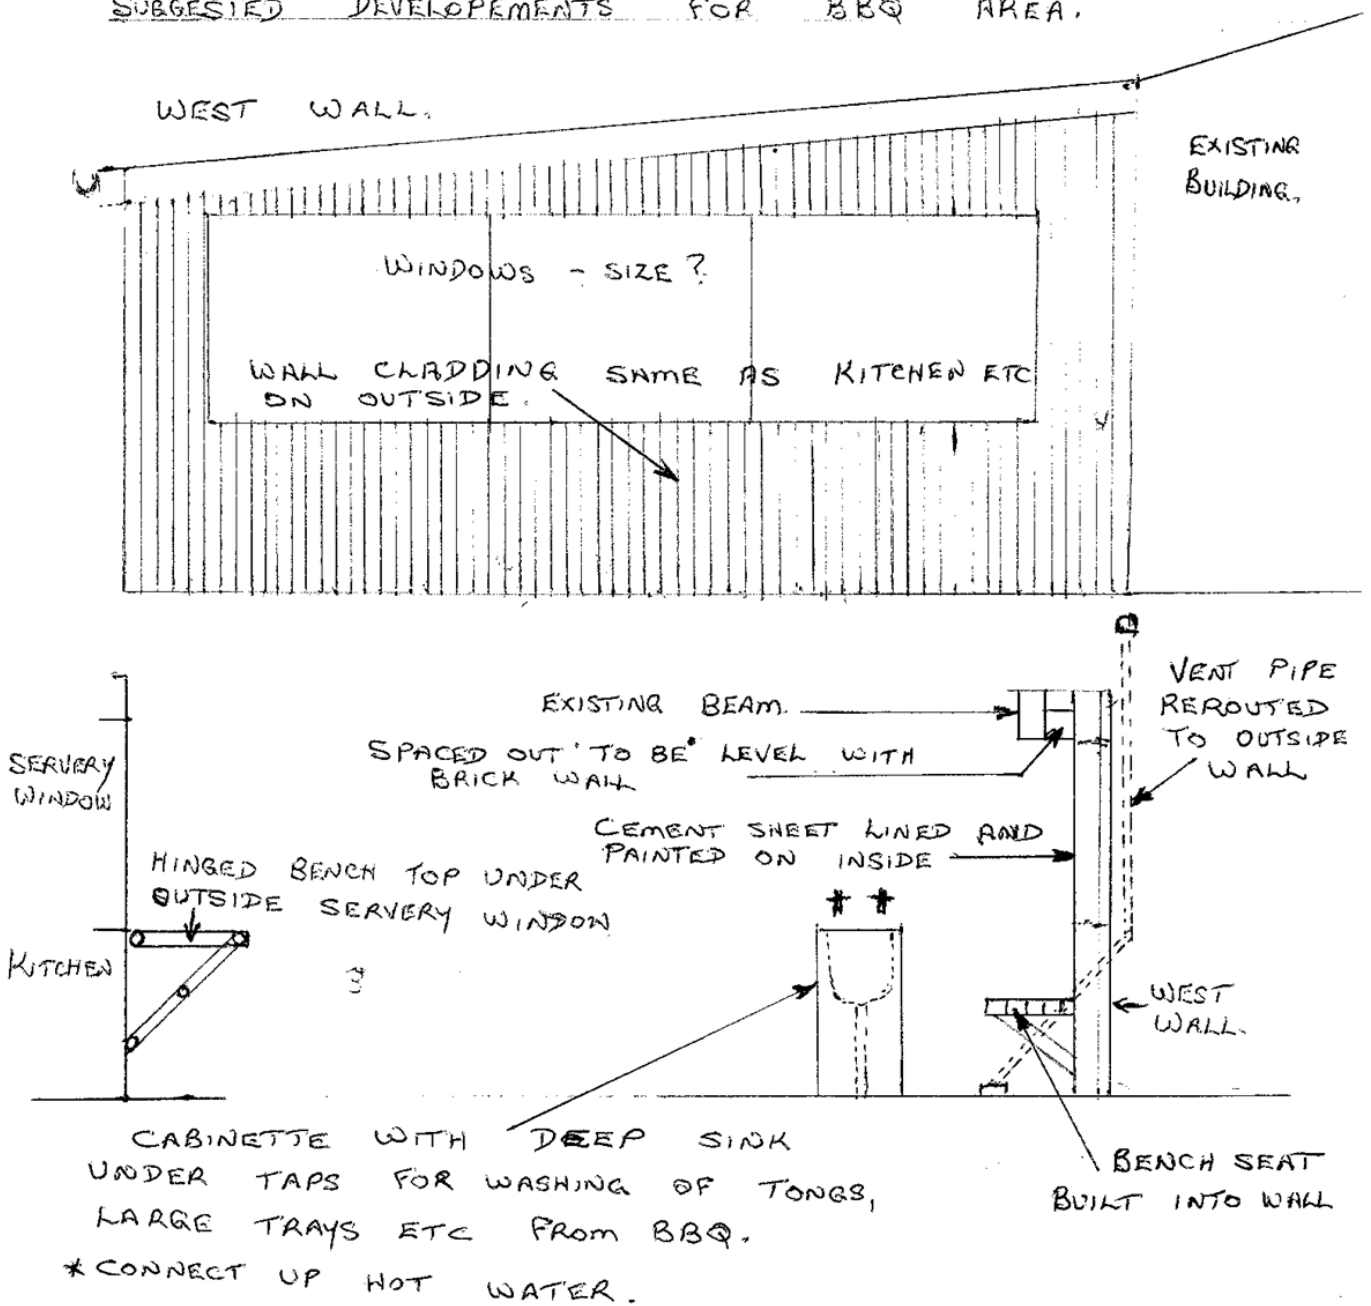 SUGGESTED DEVELOPEMENTS FOR BBQ AREA.
WEST WALL.
EXISTING
BUILDING.
WINDOWS - SIZE?
WALL CLADDING SAME AS KITCHEN ETC
ON OUTSIDE.
EXISTING BEAM.
SPACED OUT TO BE LEVEL WITH
BRICK WALL
VENT PIPE
REROUTED
TO OUTSIDE
WALL
SERVERY
WINDOW
CEMENT SHEET LINED AND
PAINTED ON INSIDE
HINGED BENCH TOP UNDER
OUTSIDE SERVERY WINDOW
KITCHEN
WEST
WALL.
CABINETTE WITH DEEP SINK
UNDER TAPS FOR WASHING OF TONGS,
LARGE TRAYS ETC FROM BBQ.
* CONNECT UP HOT WATER.
BENCH SEAT
BUILT INTO WALL